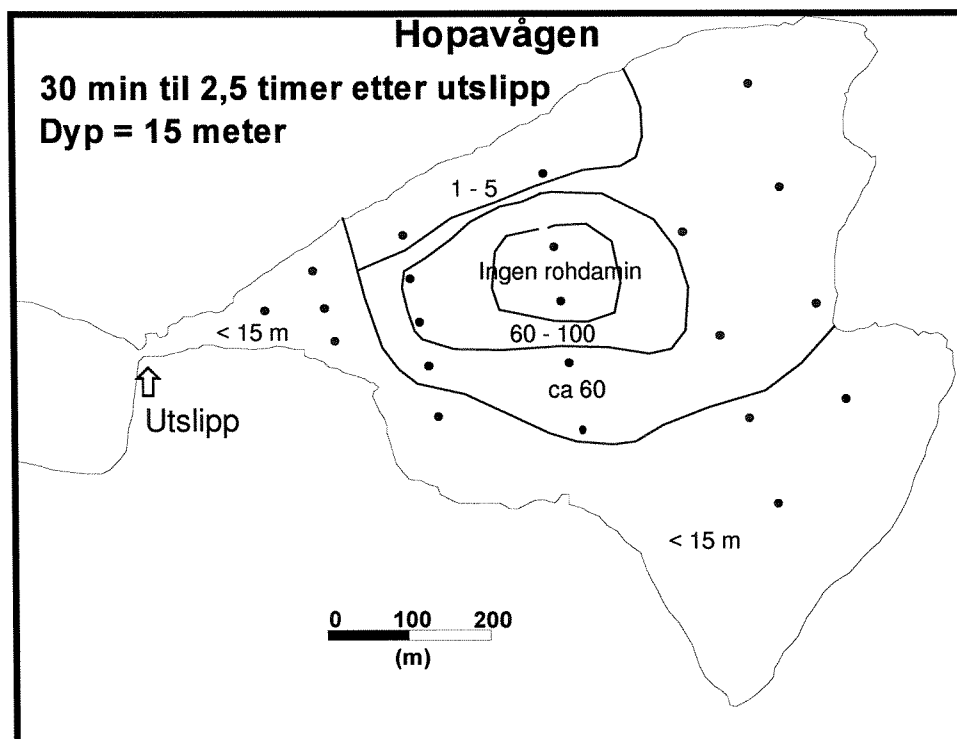 Hopavågen
30 min til 2,5 timer etter utslipp
Dyp = 15 meter
1 - 5
Ingen rohdamin
60 - 100
< 15 m
ca 60
Utslipp
< 15 m
0 100 200
(m)